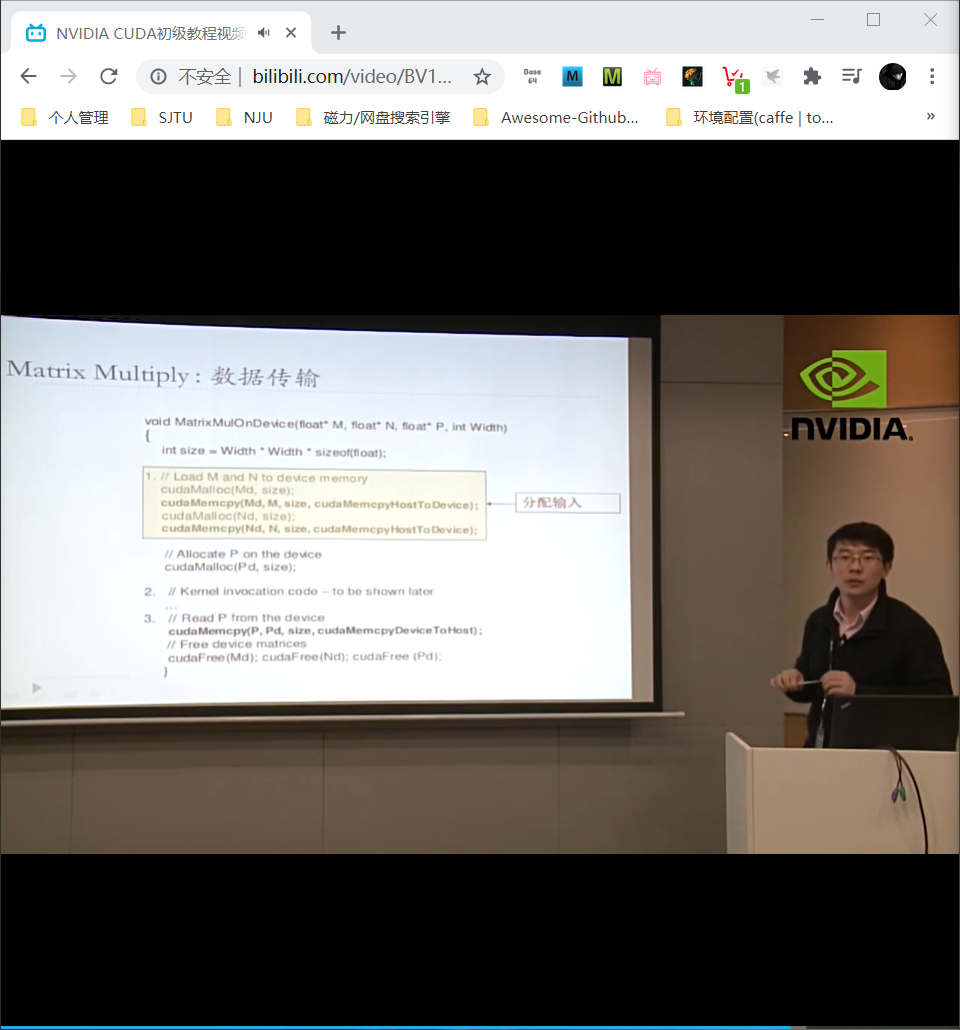 NVIDIA CUDA初级教程视频
不安全 | bilibili.com/video/BV1...
Base
64
M
M
1
个人管理
SJTU
NJU
磁力/网盘搜索引擎
Awesome-Github...
环境配置(caffe | to...
»
Matrix Multiply : 数据传输
void MatrixMulOnDevice(float* M, float* N, float* P, int Width)
{
int size = Width * Width * sizeof(float);
1. // Load M and N to device memory
cudaMalloc(Md, size);
cudaMemcpy(Md, M, size, cudaMemcpyHostToDevice);
cudaMalloc(Nd, size);
cudaMemcpy(Nd, N, size, cudaMemcpyHostToDevice);
分配输入
// Allocate P on the device
cudaMalloc(Pd, size);
2. // Kernel invocation code – to be shown later
...
3. // Read P from the device
cudaMemcpy(P, Pd, size, cudaMemcpyDeviceToHost);
// Free device matrices
cudaFree(Md); cudaFree(Nd); cudaFree (Pd);
}
NVIDIA.